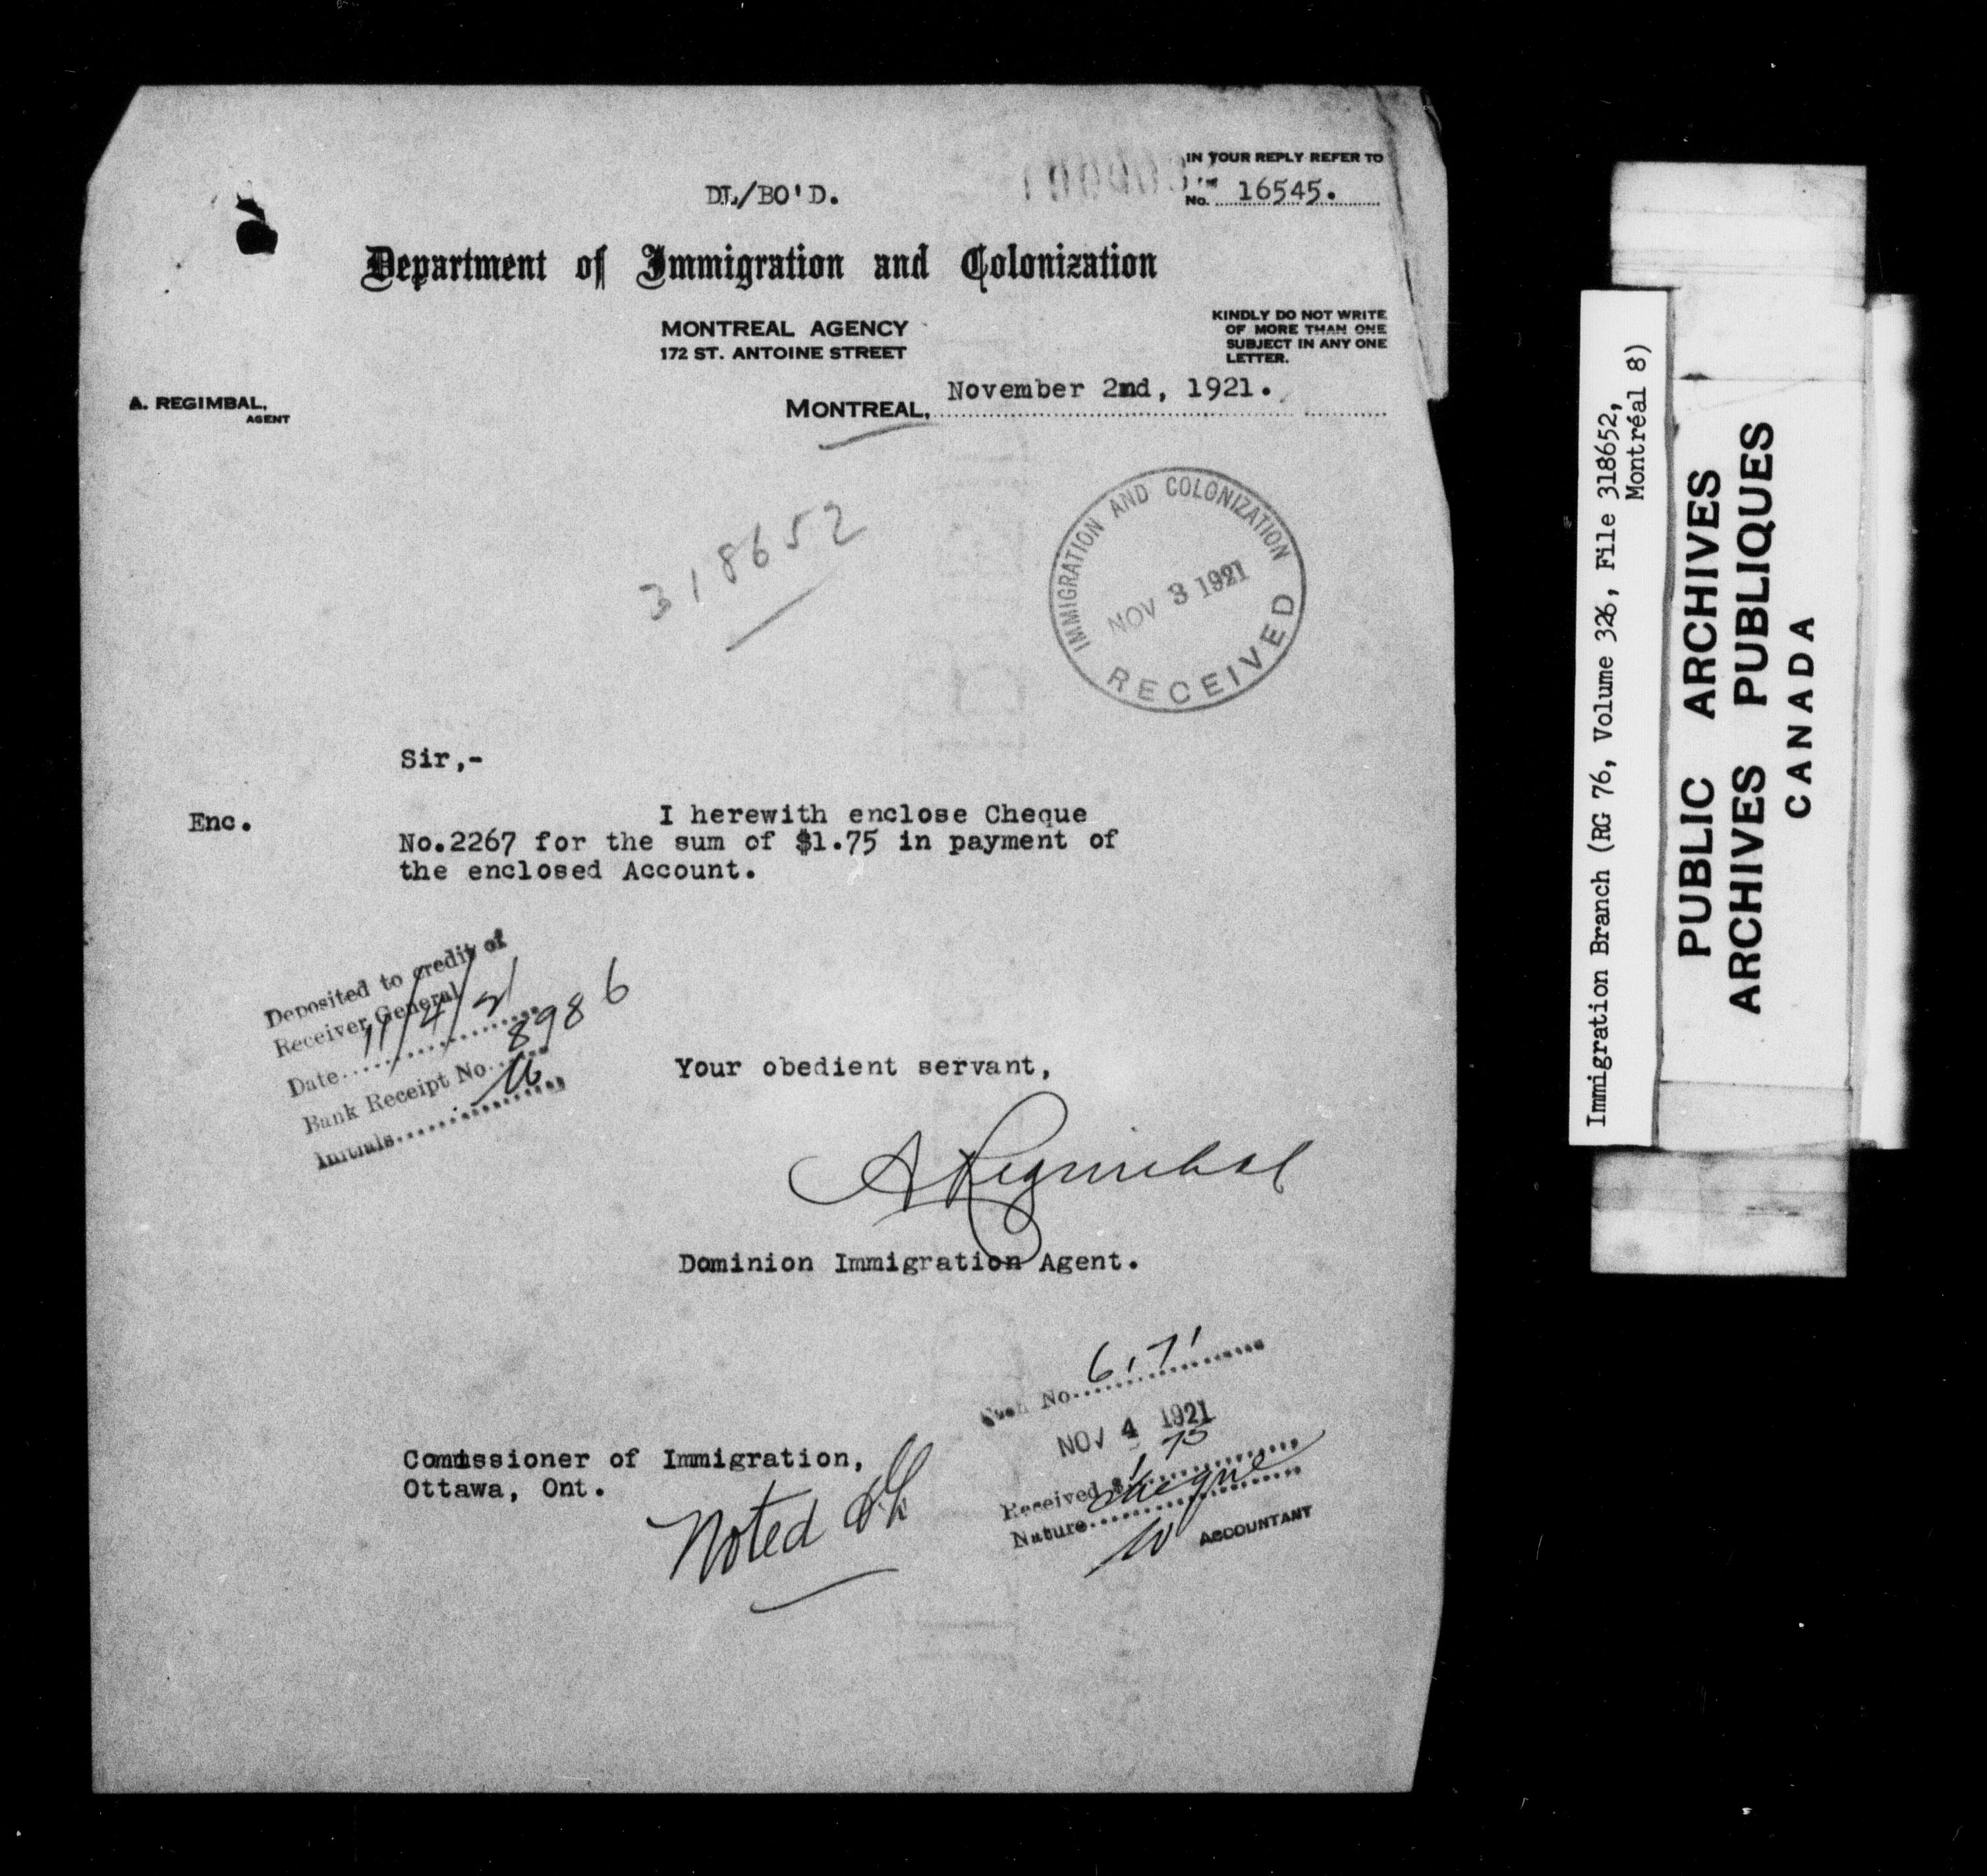 IN YOUR REPLY REFER TO
No. 16545.
DL/BO'D.
Department of Immigration and Colonization
MONTREAL AGENCY
172 ST. ANTOINE STREET
KINDLY DO NOT WRITE
OF MORE THAN ONE
SUBJECT IN ANY ONE
LETTER.
A. REGIMBAL,
AGENT
MONTREAL, November 2nd, 1921.
318652
IMMIGRATION AND COLONIZATION
NOV 3 1921
RECEIVED
Sir,-
Enc.
I herewith enclose Cheque
No.2267 for the sum of $1.75 in payment of
the enclosed Account.
Deposited to credit of
Receiver General
Date 11/4/21
Bank Receipt No. 8986
Initials
Your obedient servant,
A Regimbal
Dominion Immigration Agent.
Cash No. 6171
NOV 4 1921
Received $1.75
Nature cheque
ACCOUNTANT
Commissioner of Immigration,
Ottawa, Ont.
Noted
Immigration Branch (RG 76, Volume 326, File 318652,
Montréal 8)
PUBLIC ARCHIVES
ARCHIVES PUBLIQUES
CANADA